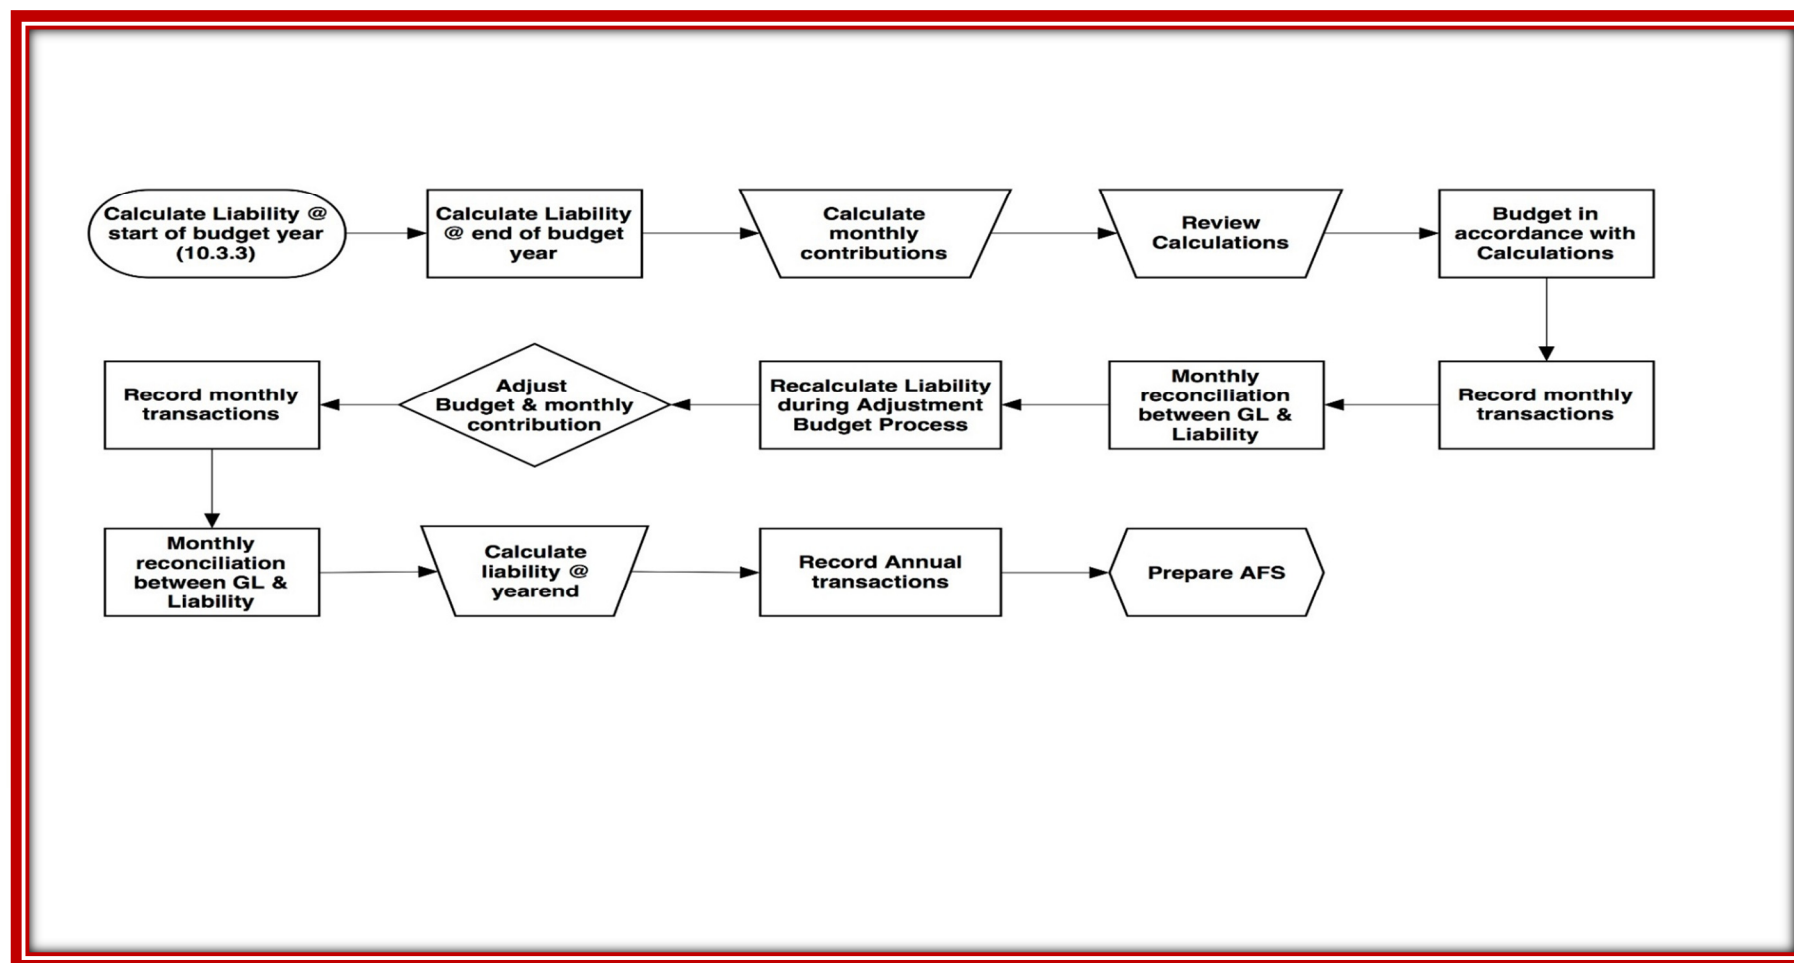 Calculate Liability @
start of budget year
(10.3.3)
Calculate Liability
@ end of budget
year
Calculate
monthly
contributions
Review
Calculations
Budget in
accordance with
Calculations
Record monthly
transactions
Monthly
reconciliation
between GL &
Liability
Recalculate Liability
during Adjustment
Budget Process
Adjust
Budget & monthly
contribution
Record monthly
transactions
Monthly
reconciliation
between GL &
Liability
Calculate
liability @
yearend
Record Annual
transactions
Prepare AFS